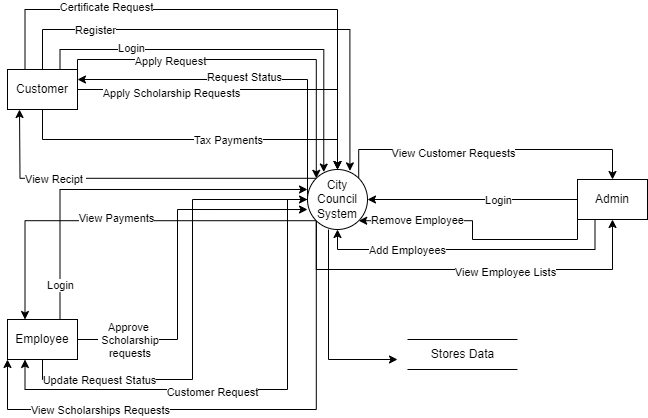 Certificate Request
Register
Login
Apply Request
Request Status
Customer
Apply Scholarship Requests
Tax Payments
View Customer Requests
View Recipt
City
Council
System
Login
Admin
View Payments
Remove Employee
Add Employees
View Employee Lists
Login
Approve
Scholarship
requests
Employee
Stores Data
Update Request Status
Customer Request
View Scholarships Requests